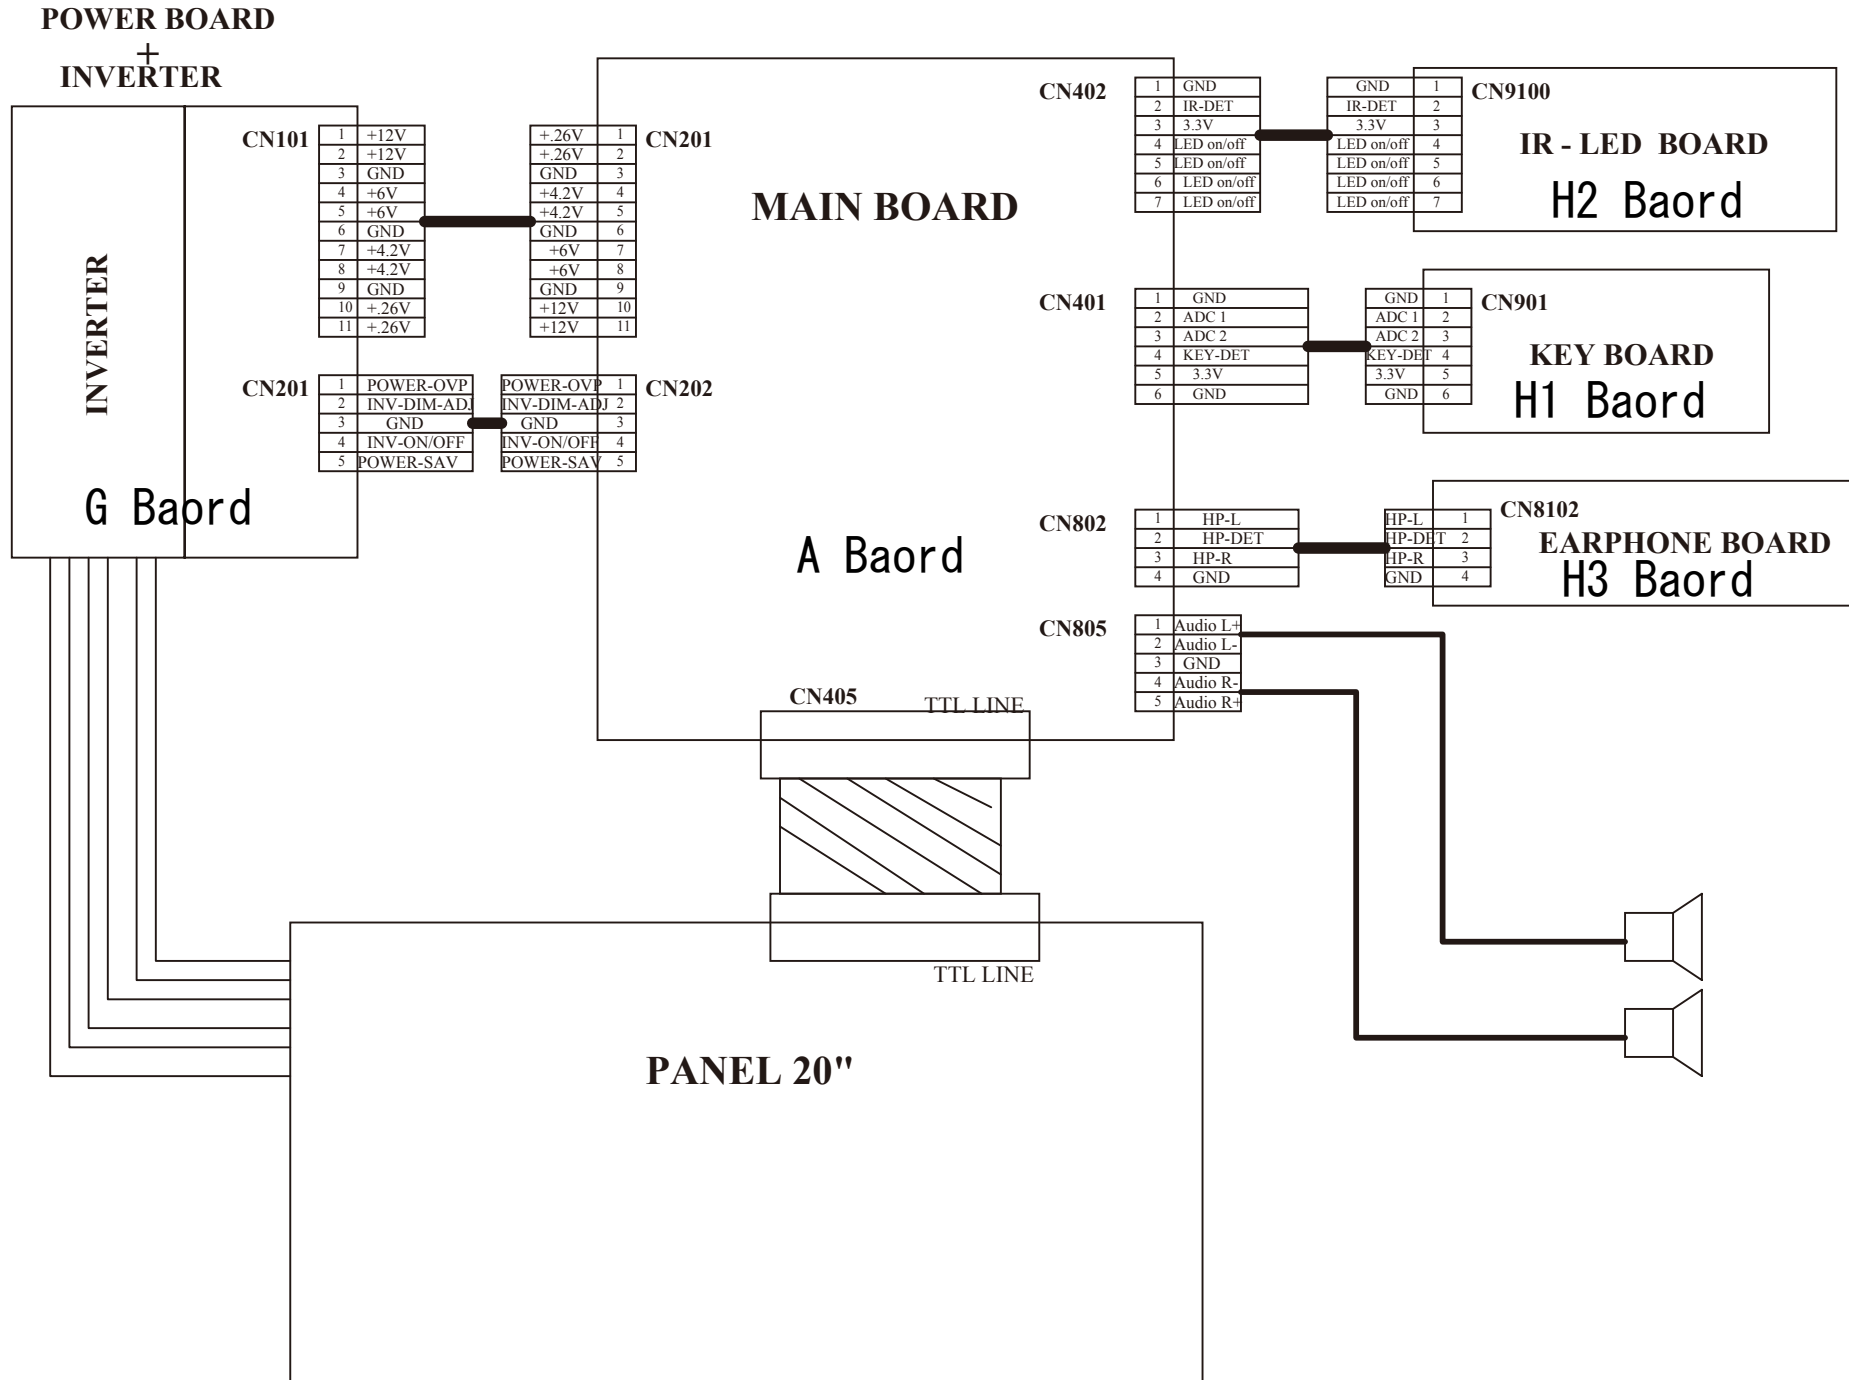 POWER BOARD
+
INVERTER
INVERTER
G Baord
CN101
1 +12V
2 +12V
3 GND
4 +6V
5 +6V
6 GND
7 +4.2V
8 +4.2V
9 GND
10 +.26V
11 +.26V
CN201
1 POWER-OVP
2 INV-DIM-ADJ
3 GND
4 INV-ON/OFF
5 POWER-SAV
+.26V 1
+.26V 2
GND 3
+4.2V 4
+4.2V 5
GND 6
+6V 7
+6V 8
GND 9
+12V 10
+12V 11
CN201
POWER-OVP 1
INV-DIM-ADJ 2
GND 3
INV-ON/OFF 4
POWER-SAV 5
CN202
MAIN BOARD
A Baord
CN402
1 GND
2 IR-DET
3 3.3V
4 LED on/off
5 LED on/off
6 LED on/off
7 LED on/off
GND 1
IR-DET 2
3.3V 3
LED on/off 4
LED on/off 5
LED on/off 6
LED on/off 7
CN9100
IR - LED BOARD
H2 Baord
CN401
1 GND
2 ADC 1
3 ADC 2
4 KEY-DET
5 3.3V
6 GND
GND 1
ADC 1 2
ADC 2 3
KEY-DET 4
3.3V 5
GND 6
CN901
KEY BOARD
H1 Baord
CN802
1 HP-L
2 HP-DET
3 HP-R
4 GND
HP-L 1
HP-DET 2
HP-R 3
GND 4
CN8102
EARPHONE BOARD
H3 Baord
CN805
1 Audio L+
2 Audio L-
3 GND
4 Audio R-
5 Audio R+
CN405
TTL LINE
TTL LINE
PANEL 20"